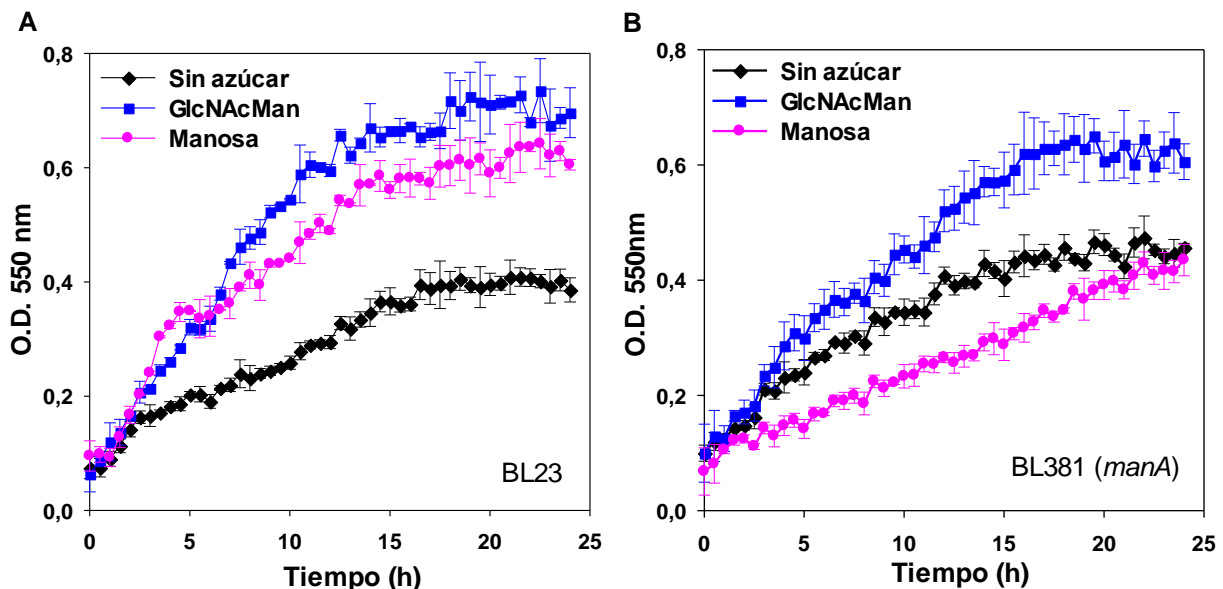 A
Sin azúcar
GlcNAcMan
Manosa
O.D. 550 nm
0,8
0,6
0,4
0,2
0,0
BL23
0 5 10 15 20 25
Tiempo (h)
B
Sin azúcar
GlcNAcMan
Manosa
O.D. 550nm
0,8
0,6
0,4
0,2
0,0
BL381 (manA)
0 5 10 15 20 25
Tiempo (h)